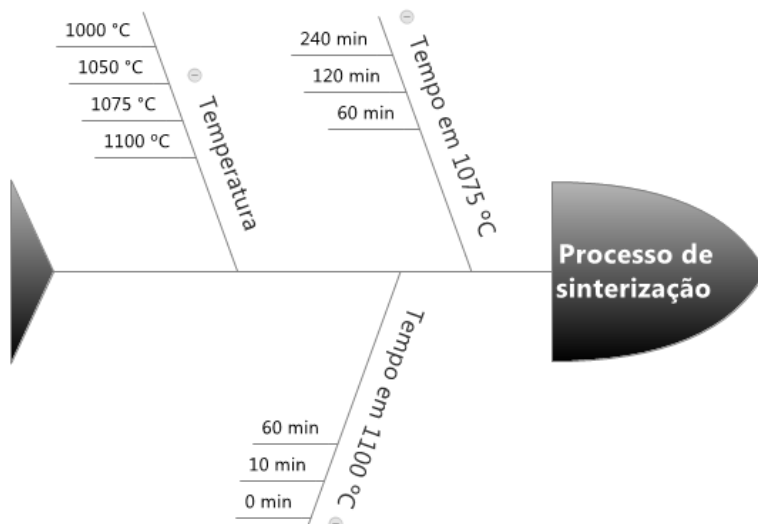 1000 °C
1050 °C
1075 °C
1100 ºC
Temperatura
240 min
120 min
60 min
Tempo em 1075 ºC
Processo de
sinterização
Tempo em 1100 ºC
60 min
10 min
0 min